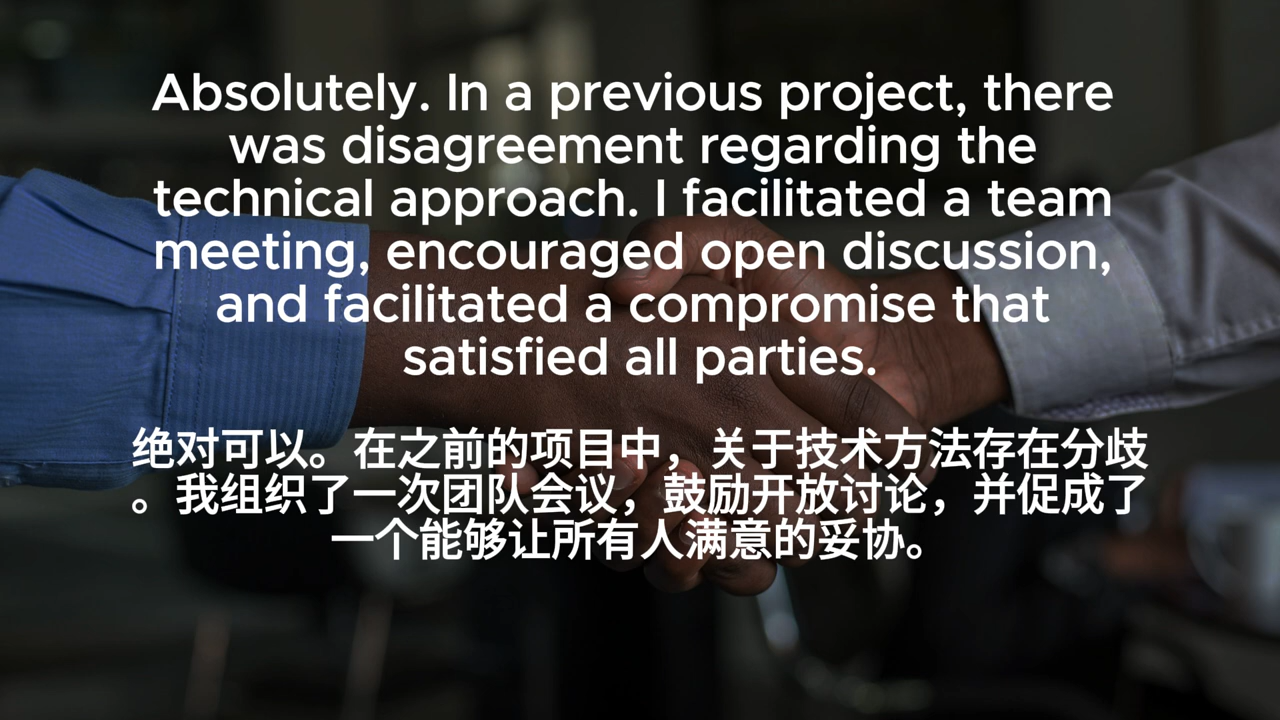 Absolutely. In a previous project, there
was disagreement regarding the
technical approach. I facilitated a team
meeting, encouraged open discussion,
and facilitated a compromise that
satisfied all parties.
绝对可以。在之前的项目中，关于技术方法存在分歧
。我组织了一次团队会议，鼓励开放讨论，并促成了
一个能够让所有人满意的妥协。